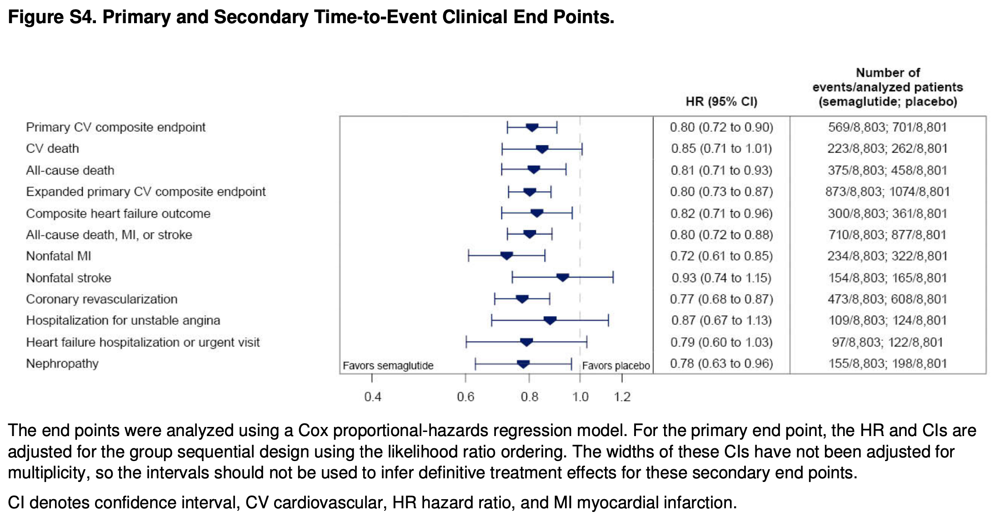 Figure S4. Primary and Secondary Time-to-Event Clinical End Points.
Number of
events/analyzed patients
HR (95% CI) (semaglutide; placebo)
Primary CV composite endpoint 0.80 (0.72 to 0.90) 569/8,803; 701/8,801
CV death 0.85 (0.71 to 1.01) 223/8,803; 262/8,801
All-cause death 0.81 (0.71 to 0.93) 375/8,803; 458/8,801
Expanded primary CV composite endpoint 0.80 (0.73 to 0.87) 873/8,803; 1074/8,801
Composite heart failure outcome 0.82 (0.71 to 0.96) 300/8,803; 361/8,801
All-cause death, MI, or stroke 0.80 (0.72 to 0.88) 710/8,803; 877/8,801
Nonfatal MI 0.72 (0.61 to 0.85) 234/8,803; 322/8,801
Nonfatal stroke 0.93 (0.74 to 1.15) 154/8,803; 165/8,801
Coronary revascularization 0.77 (0.68 to 0.87) 473/8,803; 608/8,801
Hospitalization for unstable angina 0.87 (0.67 to 1.13) 109/8,803; 124/8,801
Heart failure hospitalization or urgent visit 0.79 (0.60 to 1.03) 97/8,803; 122/8,801
Nephropathy Favors semaglutide Favors placebo 0.78 (0.63 to 0.96) 155/8,803; 198/8,801
0.4 0.6 0.8 1.0 1.2
The end points were analyzed using a Cox proportional-hazards regression model. For the primary end point, the HR and CIs are
adjusted for the group sequential design using the likelihood ratio ordering. The widths of these CIs have not been adjusted for
multiplicity, so the intervals should not be used to infer definitive treatment effects for these secondary end points.
CI denotes confidence interval, CV cardiovascular, HR hazard ratio, and MI myocardial infarction.